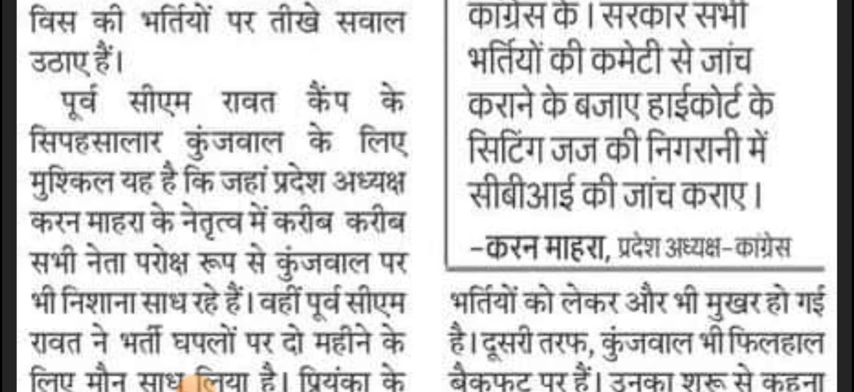 विस की भर्तियों पर तीखे सवाल
उठाए हैं।
पूर्व सीएम रावत कैंप के
सिपहसालार कुंजवाल के लिए
मुश्किल यह है कि जहां प्रदेश अध्यक्ष
करन माहरा के नेतृत्व में करीब करीब
सभी नेता परोक्ष रूप से कुंजवाल पर
भी निशाना साध रहे हैं। वहीं पूर्व सीएम
रावत ने भर्ती घपलों पर दो महीने के
लिए मौन साध लिया है। प्रियंका के
कांग्रेस के। सरकार सभी
भर्तियों की कमेटी से जांच
कराने के बजाए हाईकोर्ट के
सिटिंग जज की निगरानी में
सीबीआई की जांच कराए।
-करन माहरा, प्रदेश अध्यक्ष-कांग्रेस
भर्तियों को लेकर और भी मुखर हो गई
है। दूसरी तरफ, कुंजवाल भी फिलहाल
बैकफुट पर हैं। उनका शुरू से कहना